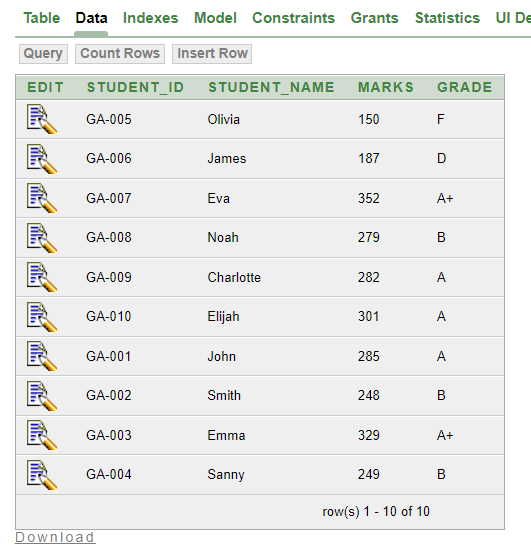 Table Data Indexes Model Constraints Grants Statistics UI De
Query Count Rows Insert Row
EDIT STUDENT_ID STUDENT_NAME MARKS GRADE
GA-005 Olivia 150 F
GA-006 James 187 D
GA-007 Eva 352 A+
GA-008 Noah 279 B
GA-009 Charlotte 282 A
GA-010 Elijah 301 A
GA-001 John 285 A
GA-002 Smith 248 B
GA-003 Emma 329 A+
GA-004 Sanny 249 B
row(s) 1 - 10 of 10
Download